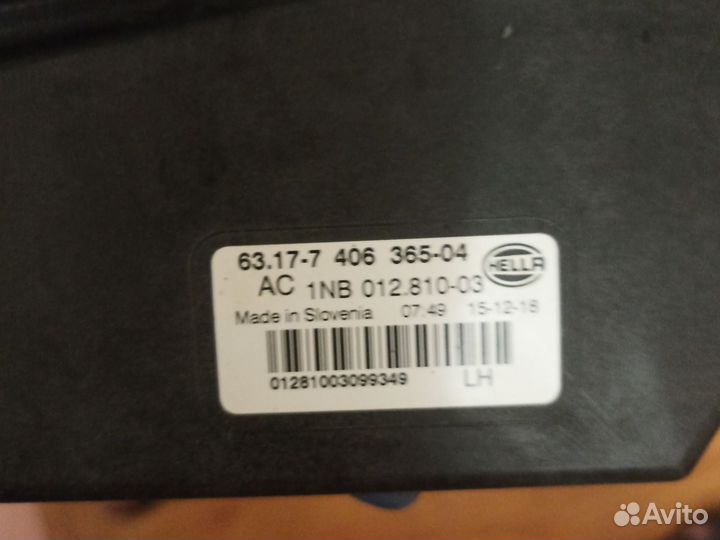 63.17-7 406 365-04
HELLA
AC 1NB 012.810-03
Made in Slovenia 07:49 15-12-16
01281003099349 LH
Avito